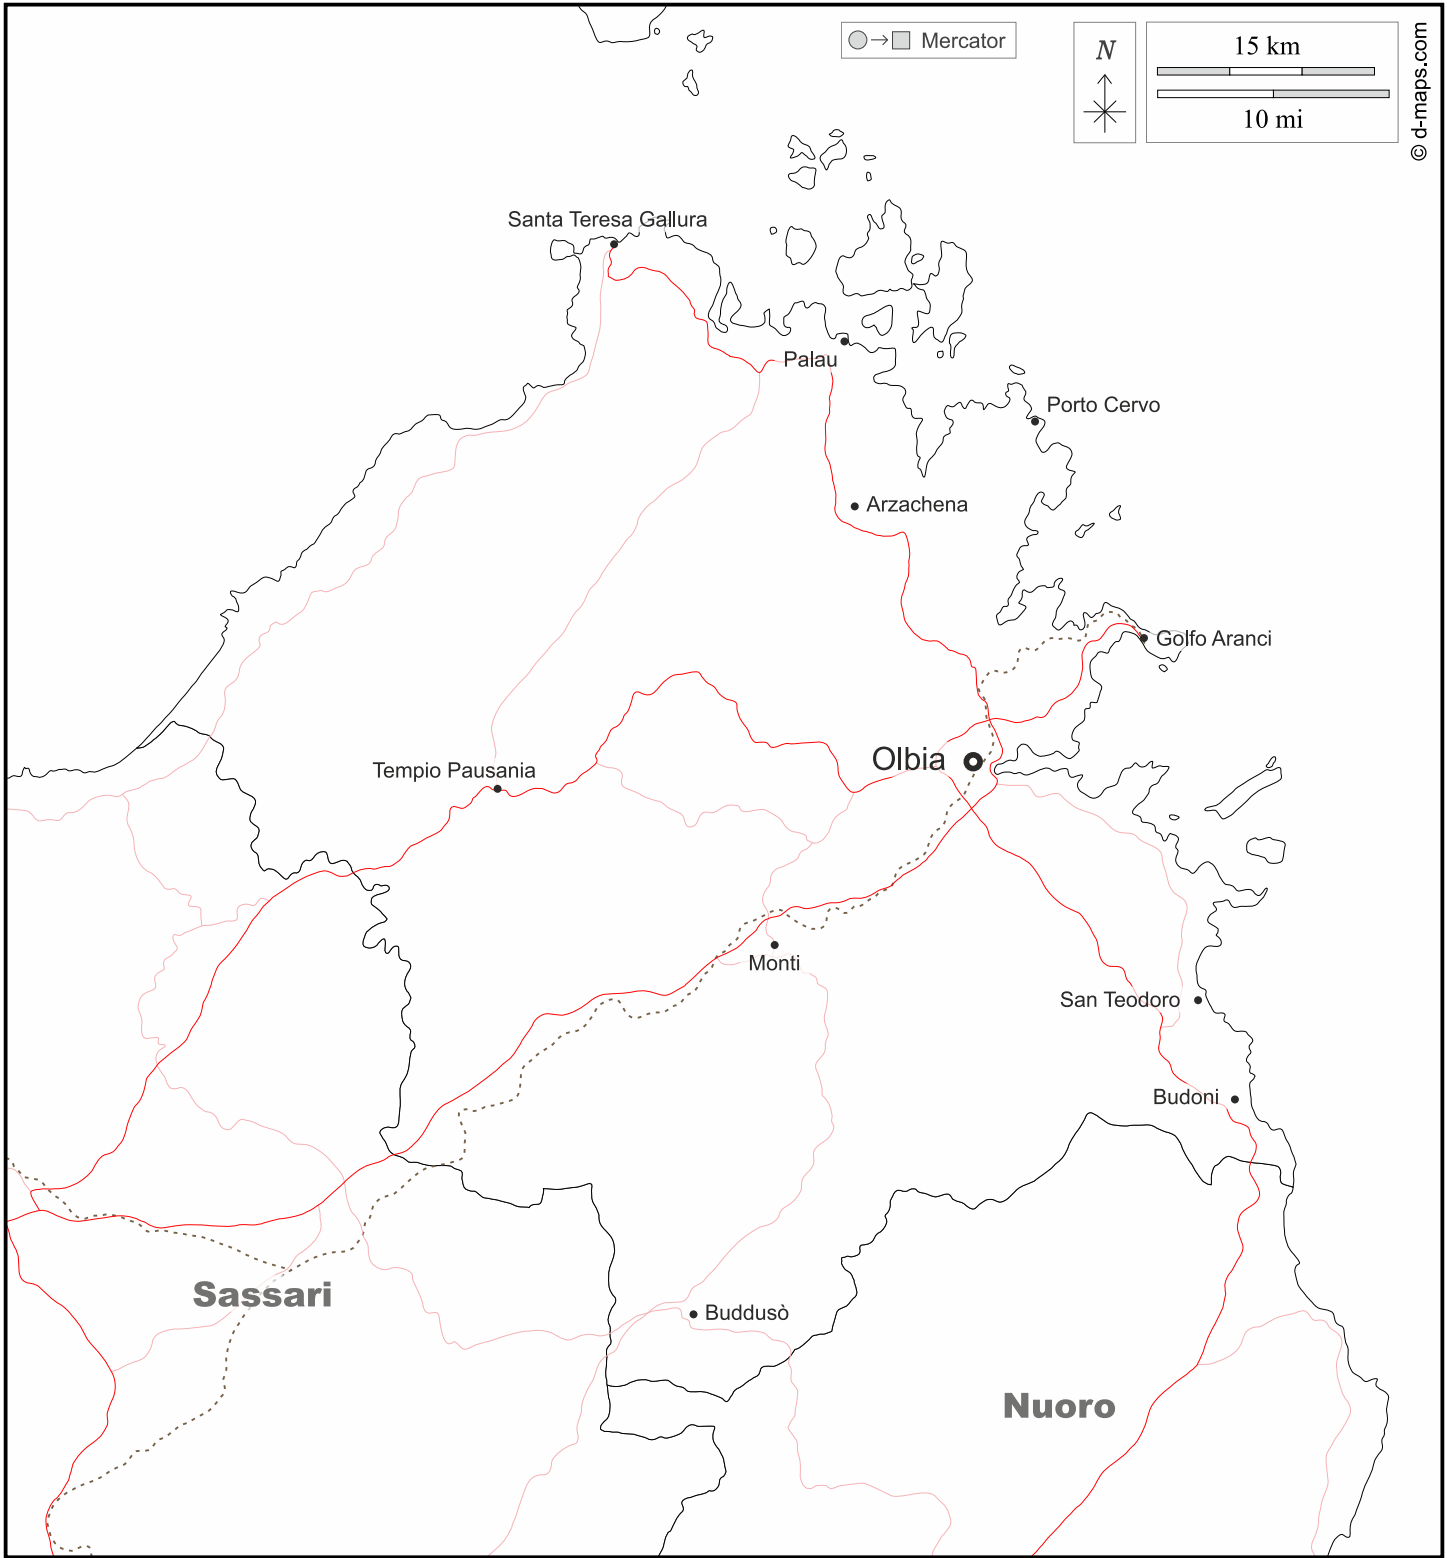 Mercator
N
15 km
10 mi
© d-maps.com
Santa Teresa Gallura
Palau
Porto Cervo
Arzachena
Golfo Aranci
Olbia
Tempio Pausania
Monti
San Teodoro
Budoni
Sassari
Buddusò
Nuoro